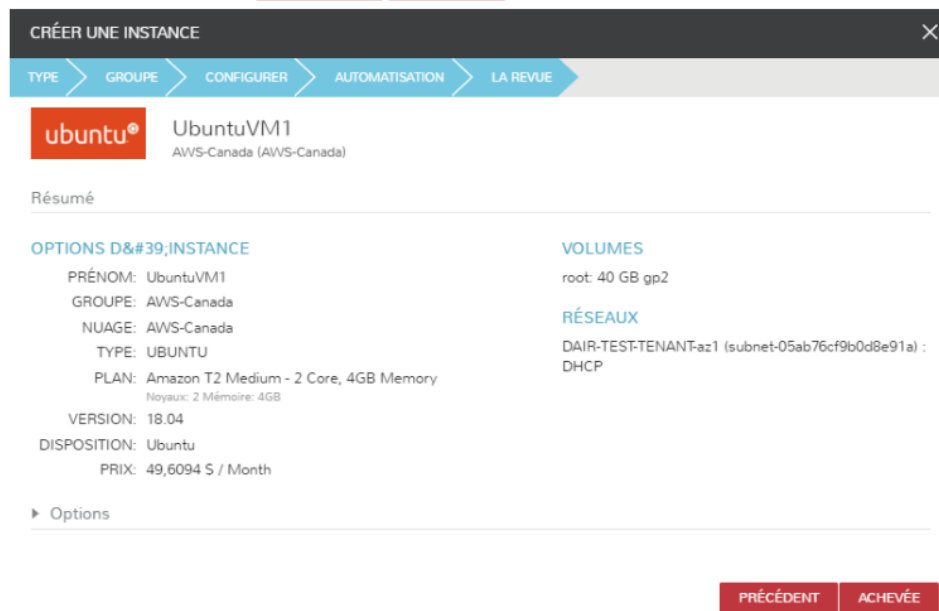 CRÉER UNE INSTANCE
TYPE GROUPE CONFIGURER AUTOMATISATION LA REVUE
ubuntu®
UbuntuVM1
AWS-Canada (AWS-Canada)
Résumé
OPTIONS D&#39;INSTANCE
PRÉNOM: UbuntuVM1
GROUPE: AWS-Canada
NUAGE: AWS-Canada
TYPE: UBUNTU
PLAN: Amazon T2 Medium - 2 Core, 4GB Memory
Noyaux: 2 Mémoire: 4GB
VERSION: 18.04
DISPOSITION: Ubuntu
PRIX: 49,6094 $ / Month
VOLUMES
root: 40 GB gp2
RÉSEAUX
DAIR-TEST-TENANT-az1 (subnet-05ab76cf9b0d8e91a) :
DHCP
Options
PRÉCÉDENT ACHEVÉE